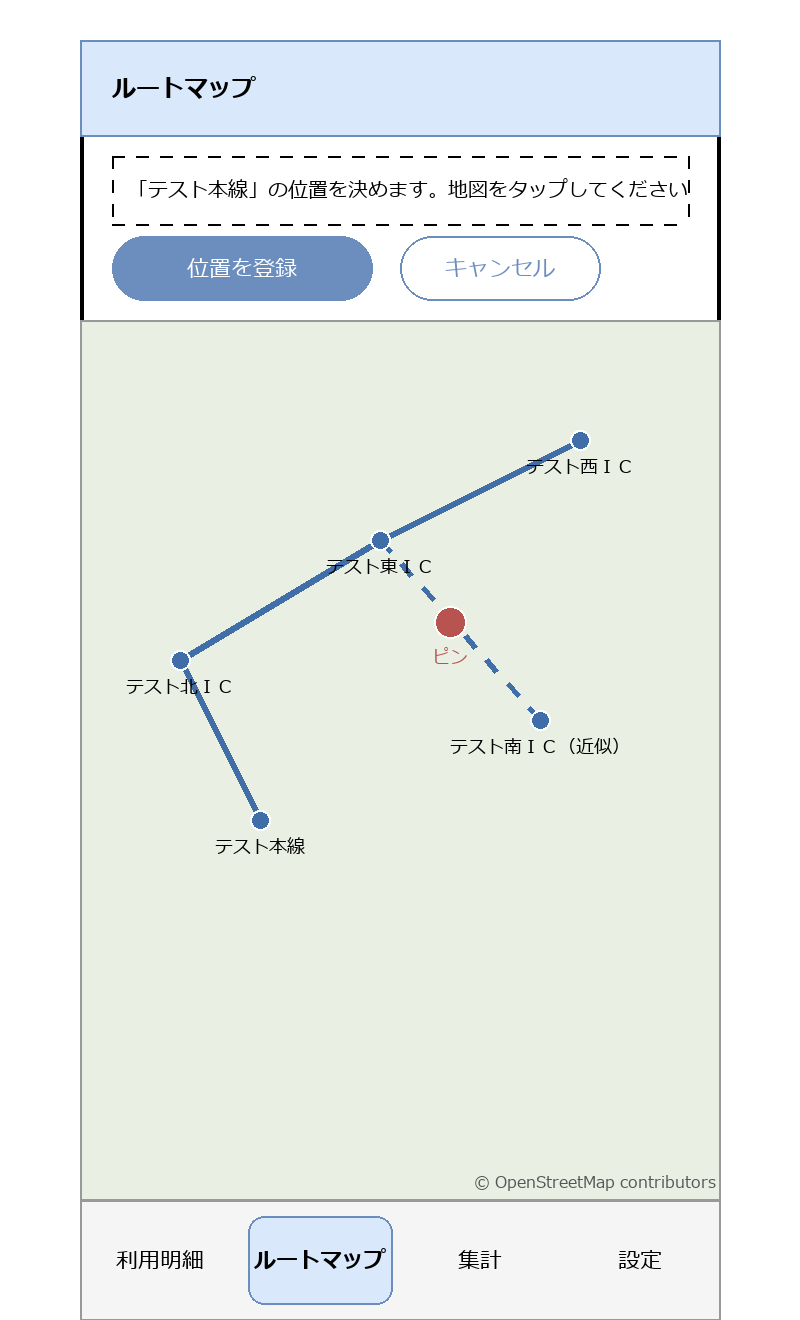 ルートマップ
「テスト本線」の位置を決めます。地図をタップしてください
位置を登録
キャンセル
テスト西ＩＣ
テスト東ＩＣ
ピン
テスト北ＩＣ
テスト南ＩＣ（近似）
テスト本線
© OpenStreetMap contributors
利用明細
ルートマップ
集計
設定